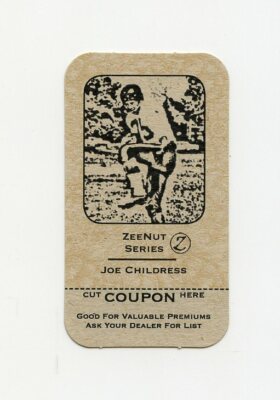 ZeeNut
Series Z
Joe Childress
CUT COUPON HERE
Good For Valuable Premiums
Ask Your Dealer For List